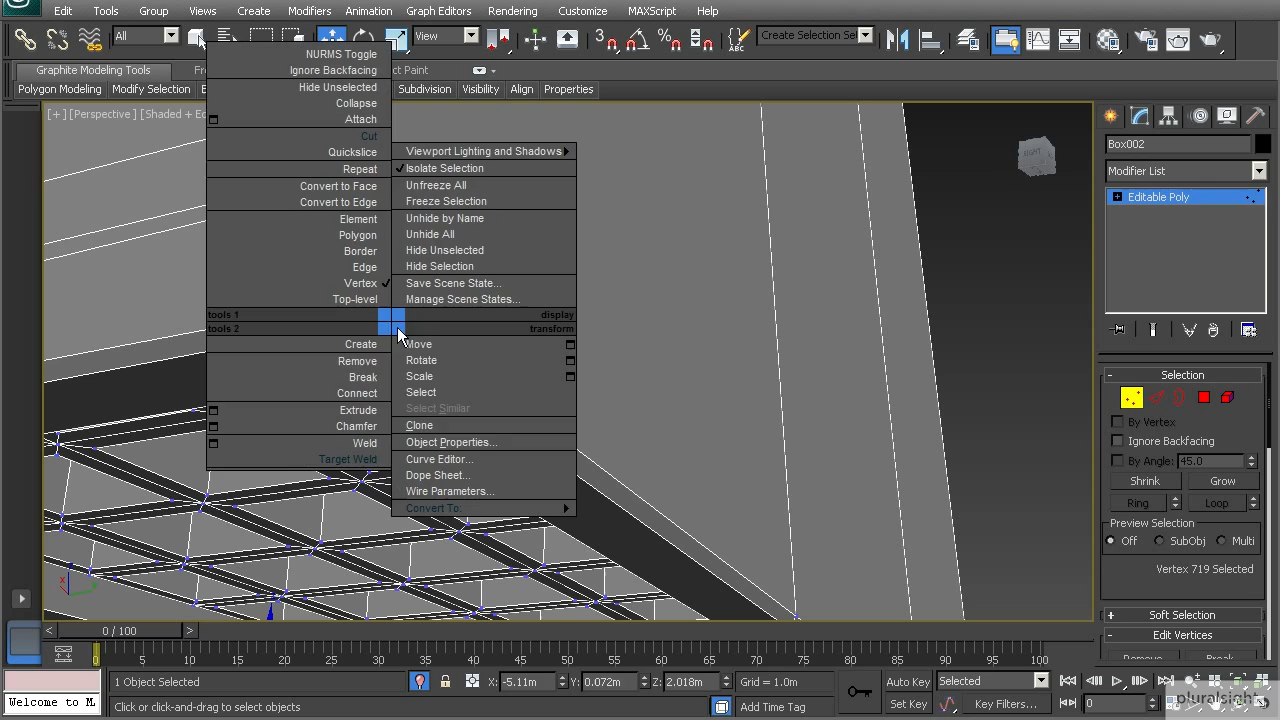 Edit Tools Group Views Create Modifiers Animation Graph Editors Rendering Customize MAXScript Help
All
View
3
Create Selection Se
Graphite Modeling Tools
Fre
ct Paint
Polygon Modeling
Modify Selection
E
Subdivision
Visibility
Align
Properties
[+] [Perspective] [Shaded + Ed
NURMS Toggle
Ignore Backfacing
Hide Unselected
Collapse
Attach
Cut
Quickslice
Repeat
Convert to Face
Convert to Edge
Element
Polygon
Border
Edge
Vertex
Top-level
tools 1
tools 2
Create
Remove
Break
Connect
Extrude
Chamfer
Weld
Target Weld
Viewport Lighting and Shadows
Isolate Selection
Unfreeze All
Freeze Selection
Unhide by Name
Unhide All
Hide Unselected
Hide Selection
Save Scene State...
Manage Scene States...
display
transform
Move
Rotate
Scale
Select
Select Similar
Clone
Object Properties...
Curve Editor...
Dope Sheet...
Wire Parameters...
Convert To:
Box002
Modifier List
Editable Poly
Selection
By Vertex
Ignore Backfacing
By Angle: 45.0
Shrink Grow
Ring Loop
Preview Selection
Off SubObj Multi
Vertex 719 Selected
Soft Selection
Edit Vertices
Remove Break
x
0 / 100
0 5 10 15 20 25 30 35 40 45 50 55 60 65 70 75 80 85 90 95 100
1 Object Selected
X: -5.11m Y: 0.072m Z: 2.018m Grid = 1.0m
Auto Key Selected
Welcome to M
Click or click-and-drag to select objects
Add Time Tag
Set Key Key Filters...
0
pluralsight